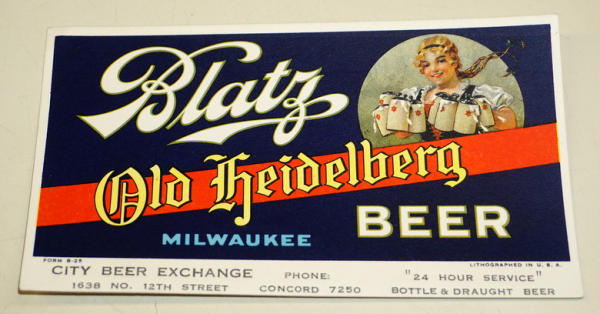 Blatz
Old Heidelberg
BEER
MILWAUKEE
FORM B-25
LITHOGRAPHED IN U.S.A.
CITY BEER EXCHANGE
PHONE:
"24 HOUR SERVICE"
1638 NO. 12TH STREET
CONCORD 7250
BOTTLE & DRAUGHT BEER